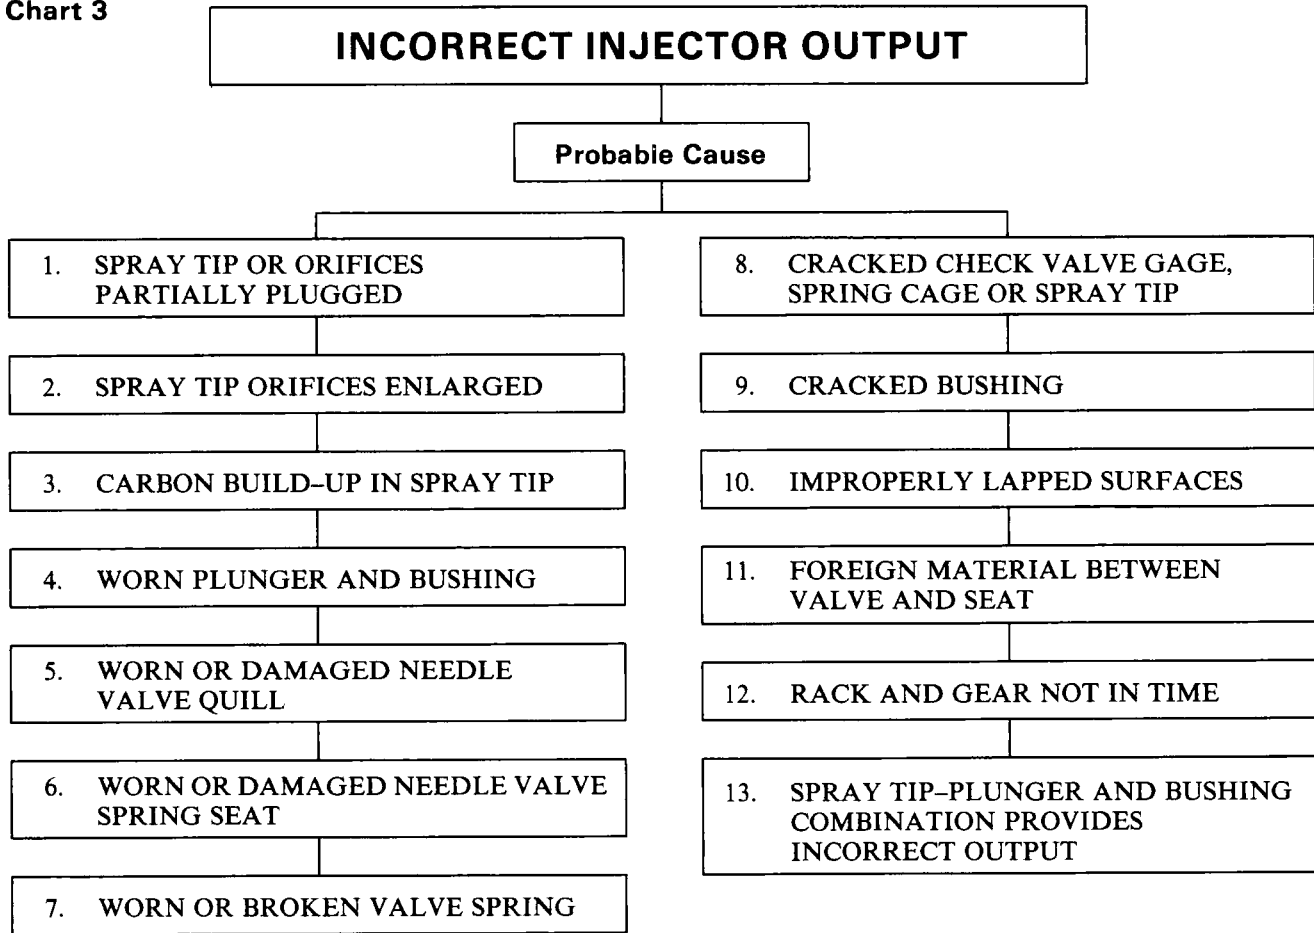 Chart 3
INCORRECT INJECTOR OUTPUT
Probable Cause
1. SPRAY TIP OR ORIFICES
PARTIALLY PLUGGED
2. SPRAY TIP ORIFICES ENLARGED
3. CARBON BUILD–UP IN SPRAY TIP
4. WORN PLUNGER AND BUSHING
5. WORN OR DAMAGED NEEDLE
VALVE QUILL
6. WORN OR DAMAGED NEEDLE VALVE
SPRING SEAT
7. WORN OR BROKEN VALVE SPRING
8. CRACKED CHECK VALVE GAGE,
SPRING CAGE OR SPRAY TIP
9. CRACKED BUSHING
10. IMPROPERLY LAPPED SURFACES
11. FOREIGN MATERIAL BETWEEN
VALVE AND SEAT
12. RACK AND GEAR NOT IN TIME
13. SPRAY TIP–PLUNGER AND BUSHING
COMBINATION PROVIDES
INCORRECT OUTPUT